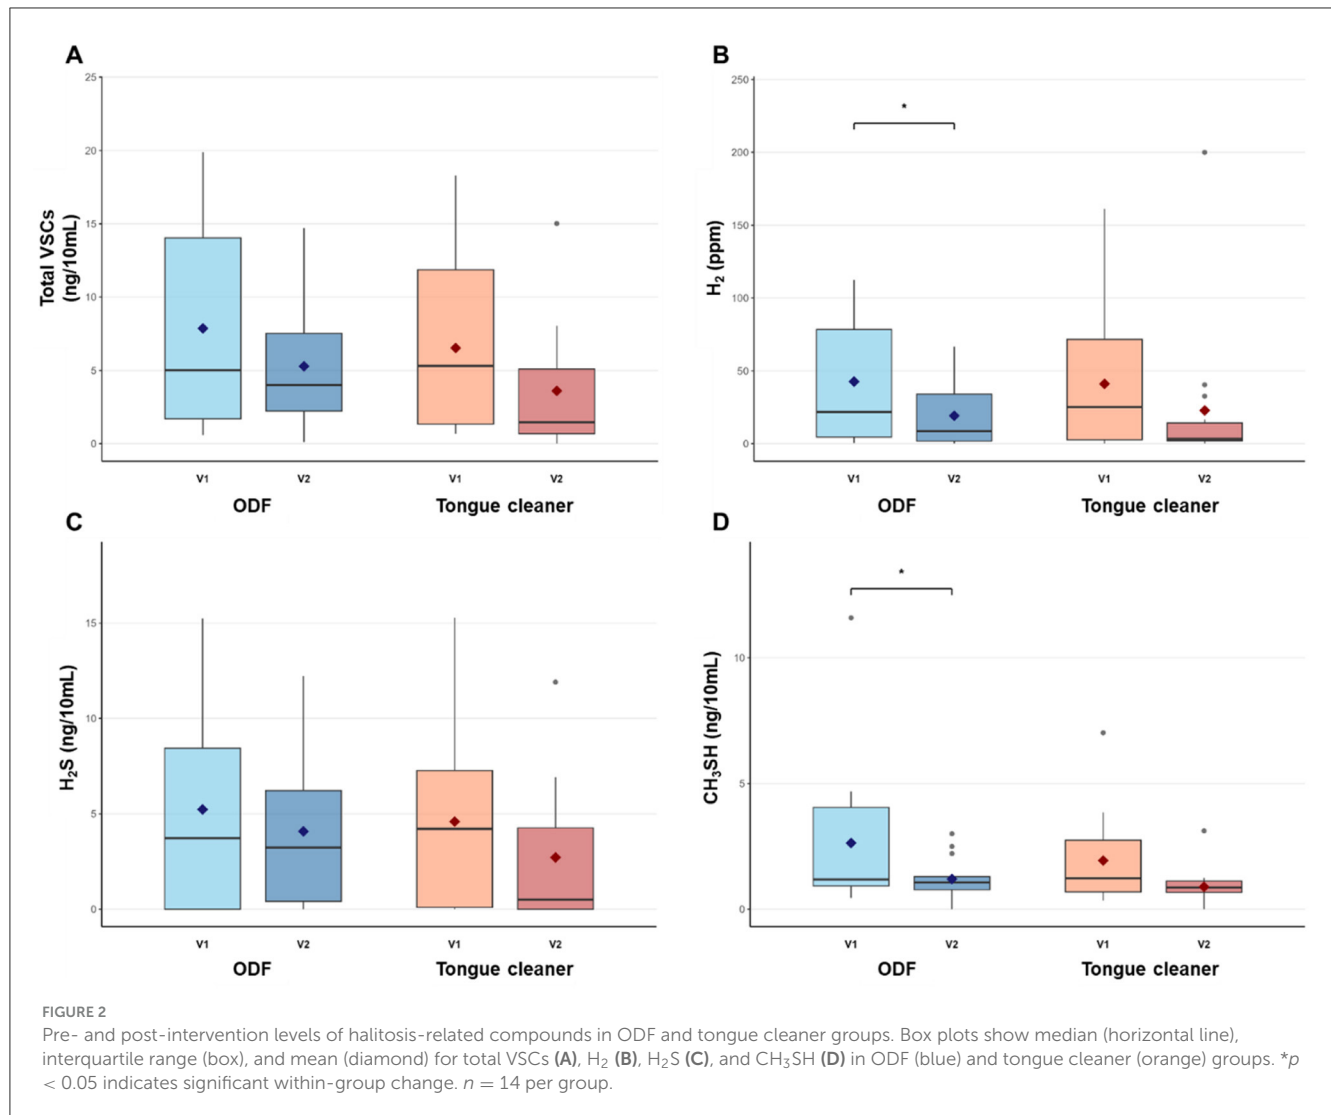 A
Total VSCs
(ng/10mL)
25
20
15
10
5
0
V1
V2
V1
V2
ODF
Tongue cleaner
B
H₂ (ppm)
250
200
150
100
50
0
*
V1
V2
V1
V2
ODF
Tongue cleaner
C
H₂S (ng/10mL)
15
10
5
0
V1
V2
V1
V2
ODF
Tongue cleaner
D
CH₃SH (ng/10mL)
10
5
0
*
V1
V2
V1
V2
ODF
Tongue cleaner
FIGURE 2
Pre- and post-intervention levels of halitosis-related compounds in ODF and tongue cleaner groups. Box plots show median (horizontal line),
interquartile range (box), and mean (diamond) for total VSCs (A), H₂ (B), H₂S (C), and CH₃SH (D) in ODF (blue) and tongue cleaner (orange) groups. *p
< 0.05 indicates significant within-group change. n = 14 per group.